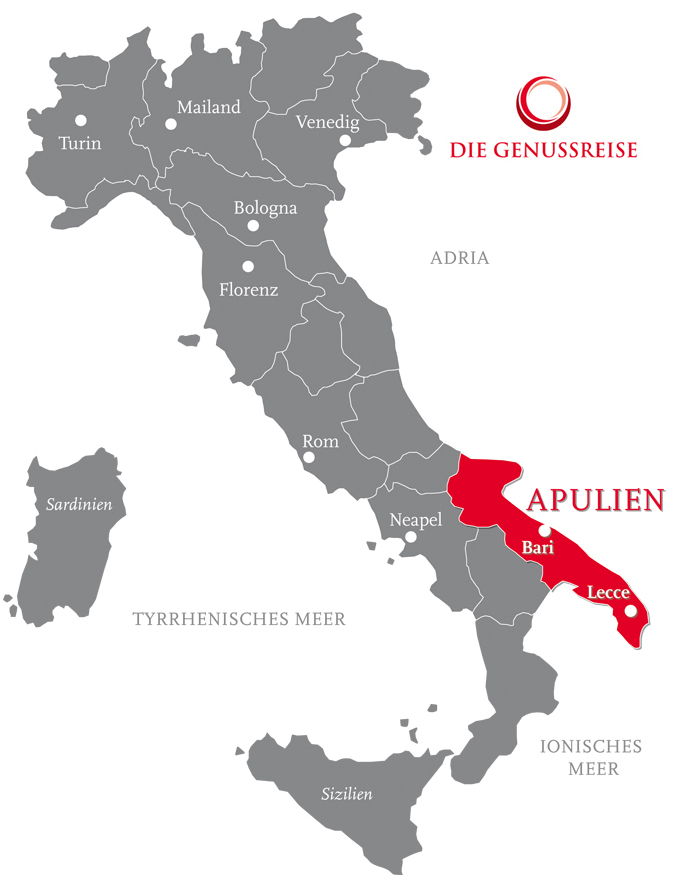 Mailand
Venedig
Turin
DIE GENUSSREISE
Bologna
ADRIA
Florenz
Rom
Sardinien
APULIEN
Neapel
Bari
Lecce
TYRRHENISCHES MEER
IONISCHES
MEER
Sizilien